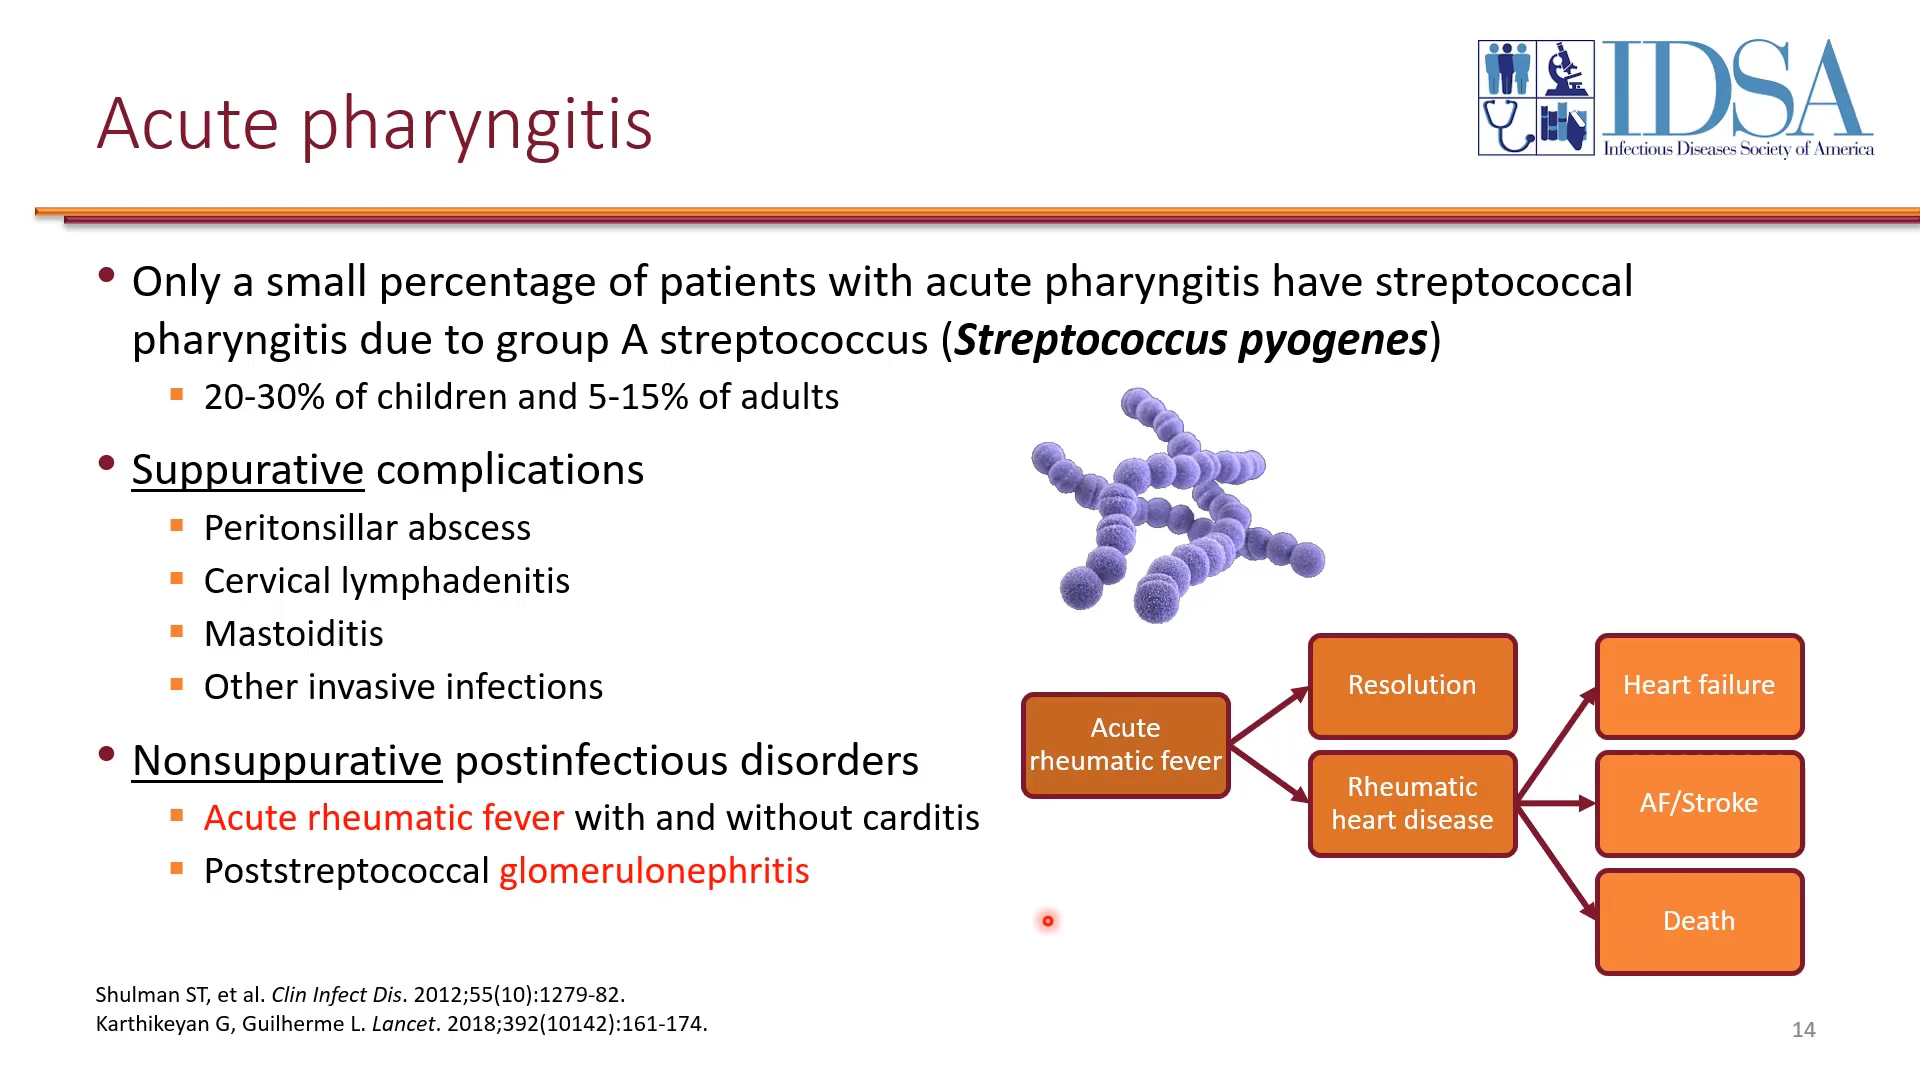 IDSA
Infectious Diseases Society of America
Acute pharyngitis
• Only a small percentage of patients with acute pharyngitis have streptococcal
pharyngitis due to group A streptococcus (Streptococcus pyogenes)
▪ 20-30% of children and 5-15% of adults
• Suppurative complications
▪ Peritonsillar abscess
▪ Cervical lymphadenitis
▪ Mastoiditis
▪ Other invasive infections
• Nonsuppurative postinfectious disorders
▪ Acute rheumatic fever with and without carditis
▪ Poststreptococcal glomerulonephritis
Acute
rheumatic fever
Resolution
Rheumatic
heart disease
Heart failure
AF/Stroke
Death
Shulman ST, et al. Clin Infect Dis. 2012;55(10):1279-82.
Karthikeyan G, Guilherme L. Lancet. 2018;392(10142):161-174.
14